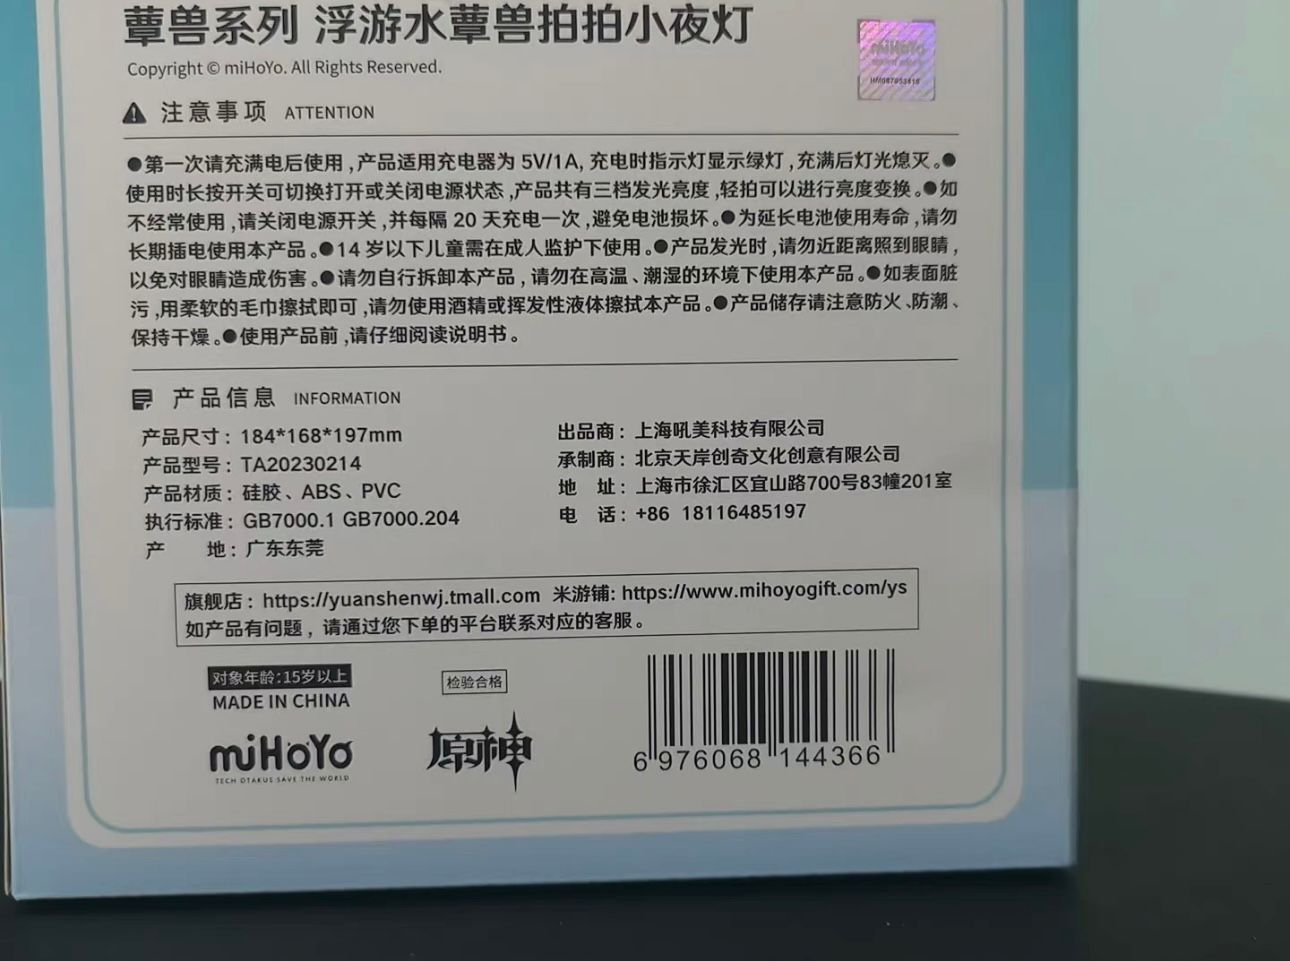 蕈兽系列 浮游水蕈兽拍拍小夜灯
Copyright © miHoYo. All Rights Reserved.
miHoYo
注意事项 ATTENTION
●第一次请充满电后使用,产品适用充电器为 5V/1A, 充电时指示灯显示绿灯,充满后灯光熄灭。●
使用时长按开关可切换打开或关闭电源状态,产品共有三档发光亮度,轻拍可以进行亮度变换。●如
不经常使用,请关闭电源开关,并每隔 20 天充电一次,避免电池损坏。●为延长电池使用寿命,请勿
长期插电使用本产品。●14 岁以下儿童需在成人监护下使用。●产品发光时,请勿近距离照到眼睛,
以免对眼睛造成伤害。●请勿自行拆卸本产品,请勿在高温、潮湿的环境下使用本产品。●如表面脏
污,用柔软的毛巾擦拭即可,请勿使用酒精或挥发性液体擦拭本产品。●产品储存请注意防火、防潮、
保持干燥。●使用产品前,请仔细阅读说明书。
产品信息 INFORMATION
产品尺寸: 184*168*197mm
产品型号: TA20230214
产品材质: 硅胶、ABS、PVC
执行标准: GB7000.1 GB7000.204
产 地: 广东东莞
出品商: 上海吼美科技有限公司
承制商: 北京天岸创奇文化创意有限公司
地 址: 上海市徐汇区宜山路700号83幢201室
电 话: +86 18116485197
旗舰店: https://yuanshenwj.tmall.com 米游铺: https://www.mihoyogift.com/ys
如产品有问题,请通过您下单的平台联系对应的客服。
对象年龄:15岁以上
MADE IN CHINA
miHoYo
TECH OTAKUS SAVE THE WORLD
检验合格
原神
6 976068 144366